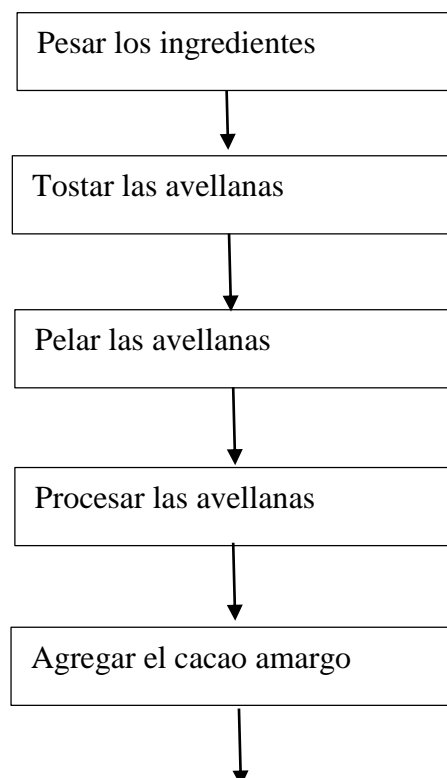 Pesar los ingredientes
Tostar las avellanas
Pelar las avellanas
Procesar las avellanas
Agregar el cacao amargo